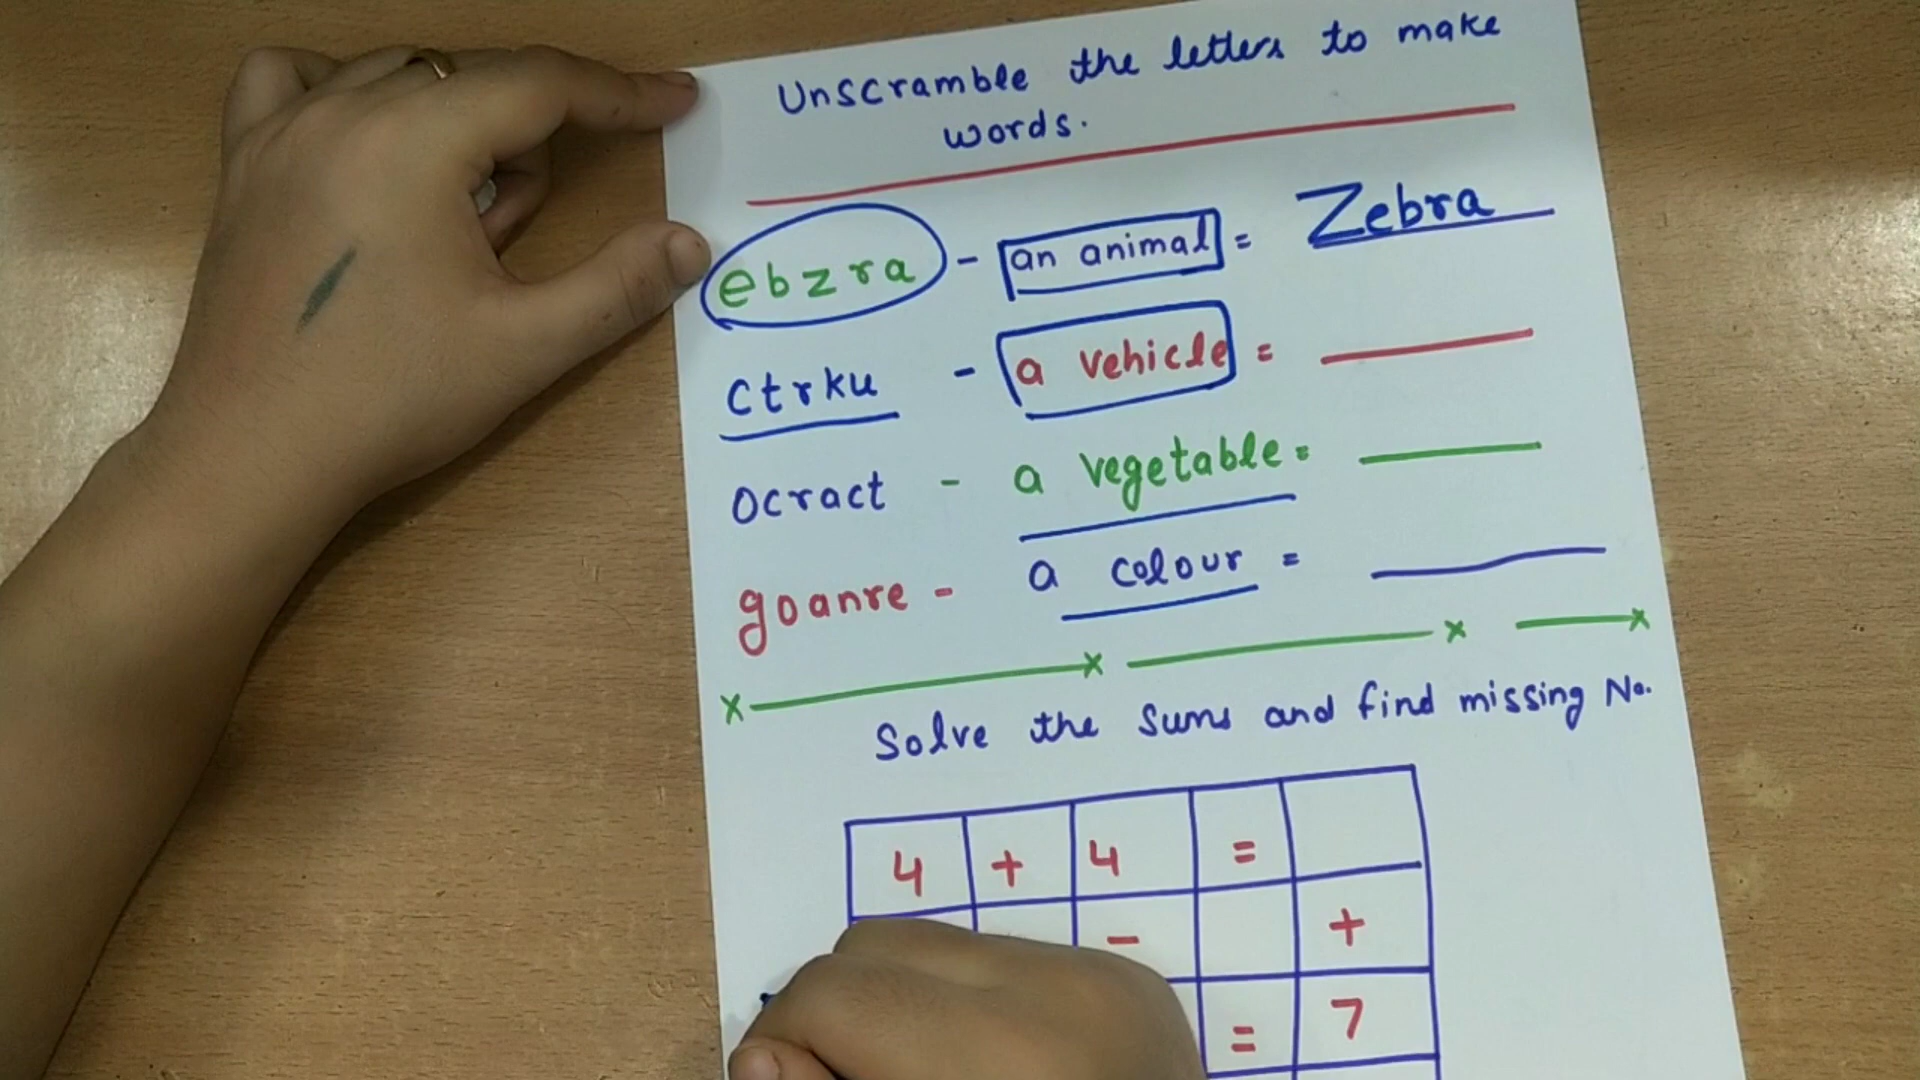 Unscramble the letters to make
words.
ebzra - an animal = Zebra
ctrku - a vehicle =
ocract - a vegetable =
goanre - a colour =
x x x x
Solve the sums and find missing No.
4 + 4 =
- +
= 7